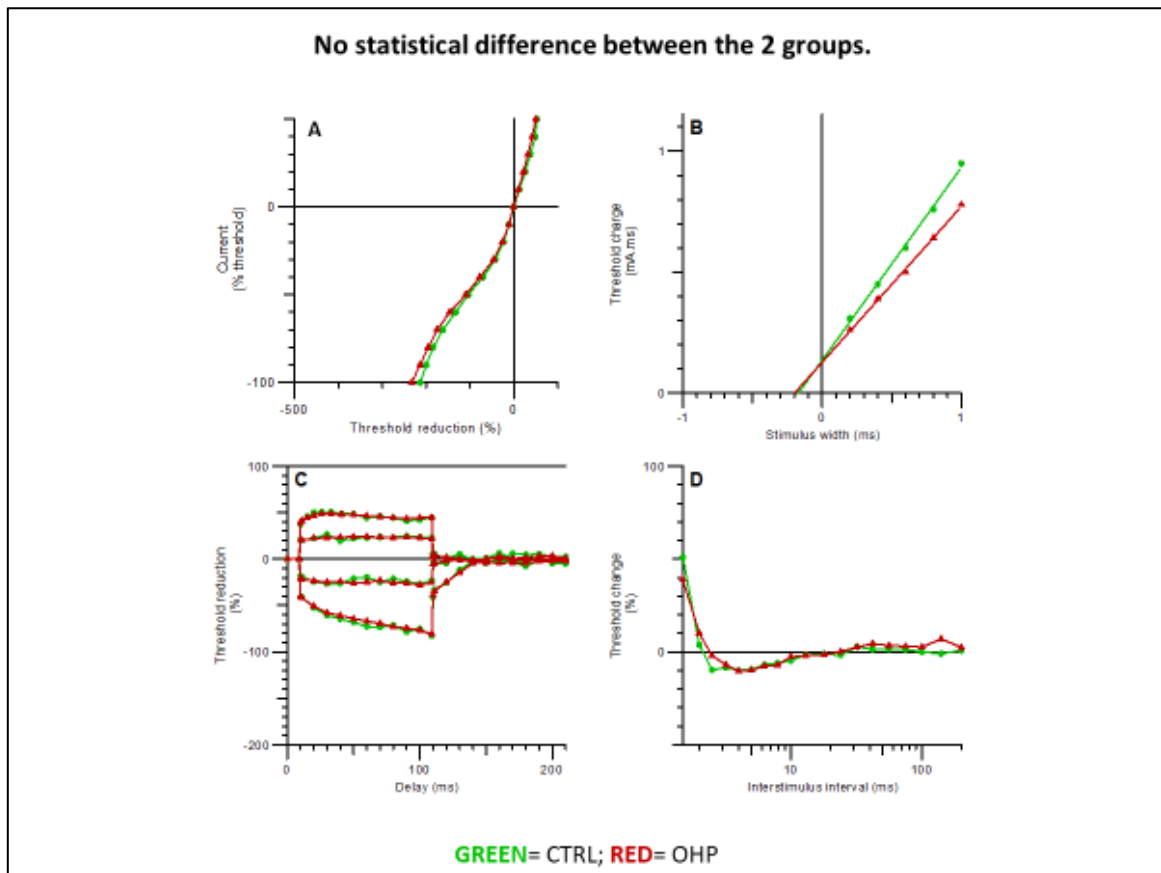 No statistical difference between the 2 groups.
A
Current
(% threshold)
0
-100
-500
0
Threshold reduction (%)
B
Threshold charge
(mA.ms)
1
0
-1
0
1
Stimulus width (ms)
C
Threshold reduction
(%)
100
0
-100
-200
0
100
200
Delay (ms)
D
Threshold change
(%)
100
0
10
100
Interstimulus interval (ms)
GREEN= CTRL; RED= OHP